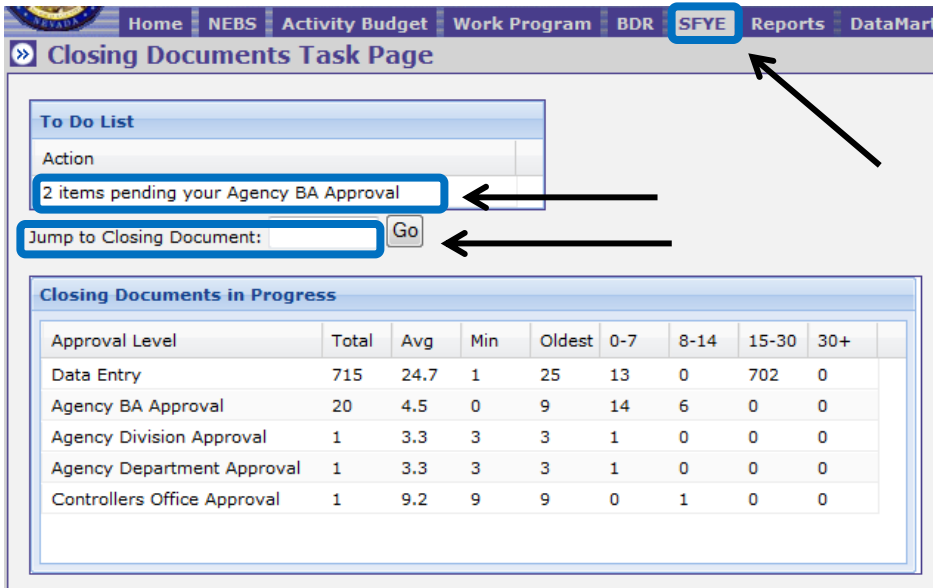 NEVADA
Home NEBS Activity Budget Work Program BDR SFYE Reports DataMart
Closing Documents Task Page
To Do List
Action
2 items pending your Agency BA Approval
Jump to Closing Document: Go
Closing Documents in Progress
Approval Level Total Avg Min Oldest 0-7 8-14 15-30 30+
Data Entry 715 24.7 1 25 13 0 702 0
Agency BA Approval 20 4.5 0 9 14 6 0 0
Agency Division Approval 1 3.3 3 3 1 0 0 0
Agency Department Approval 1 3.3 3 3 1 0 0 0
Controllers Office Approval 1 9.2 9 9 0 1 0 0